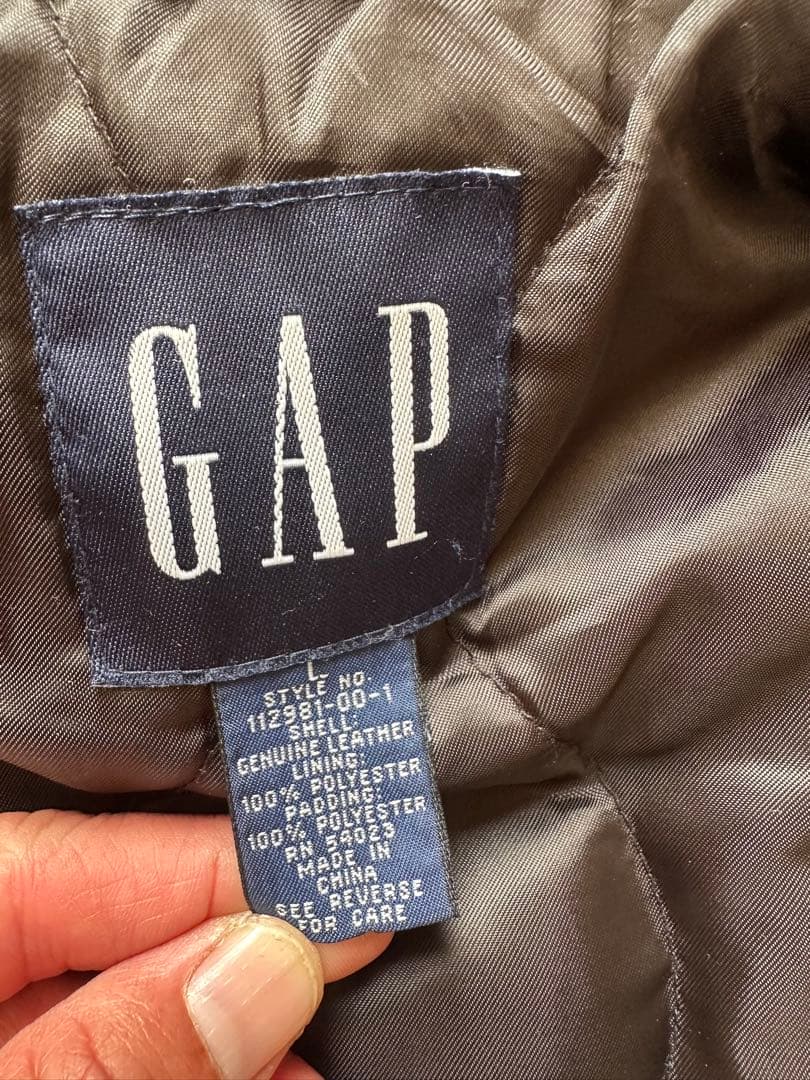 GAP
L
STYLE NO.
112981-00-1
SHELL:
GENUINE LEATHER
LINING:
100% POLYESTER
PADDING:
100% POLYESTER
RN 54023
MADE IN
CHINA
SEE REVERSE
FOR CARE